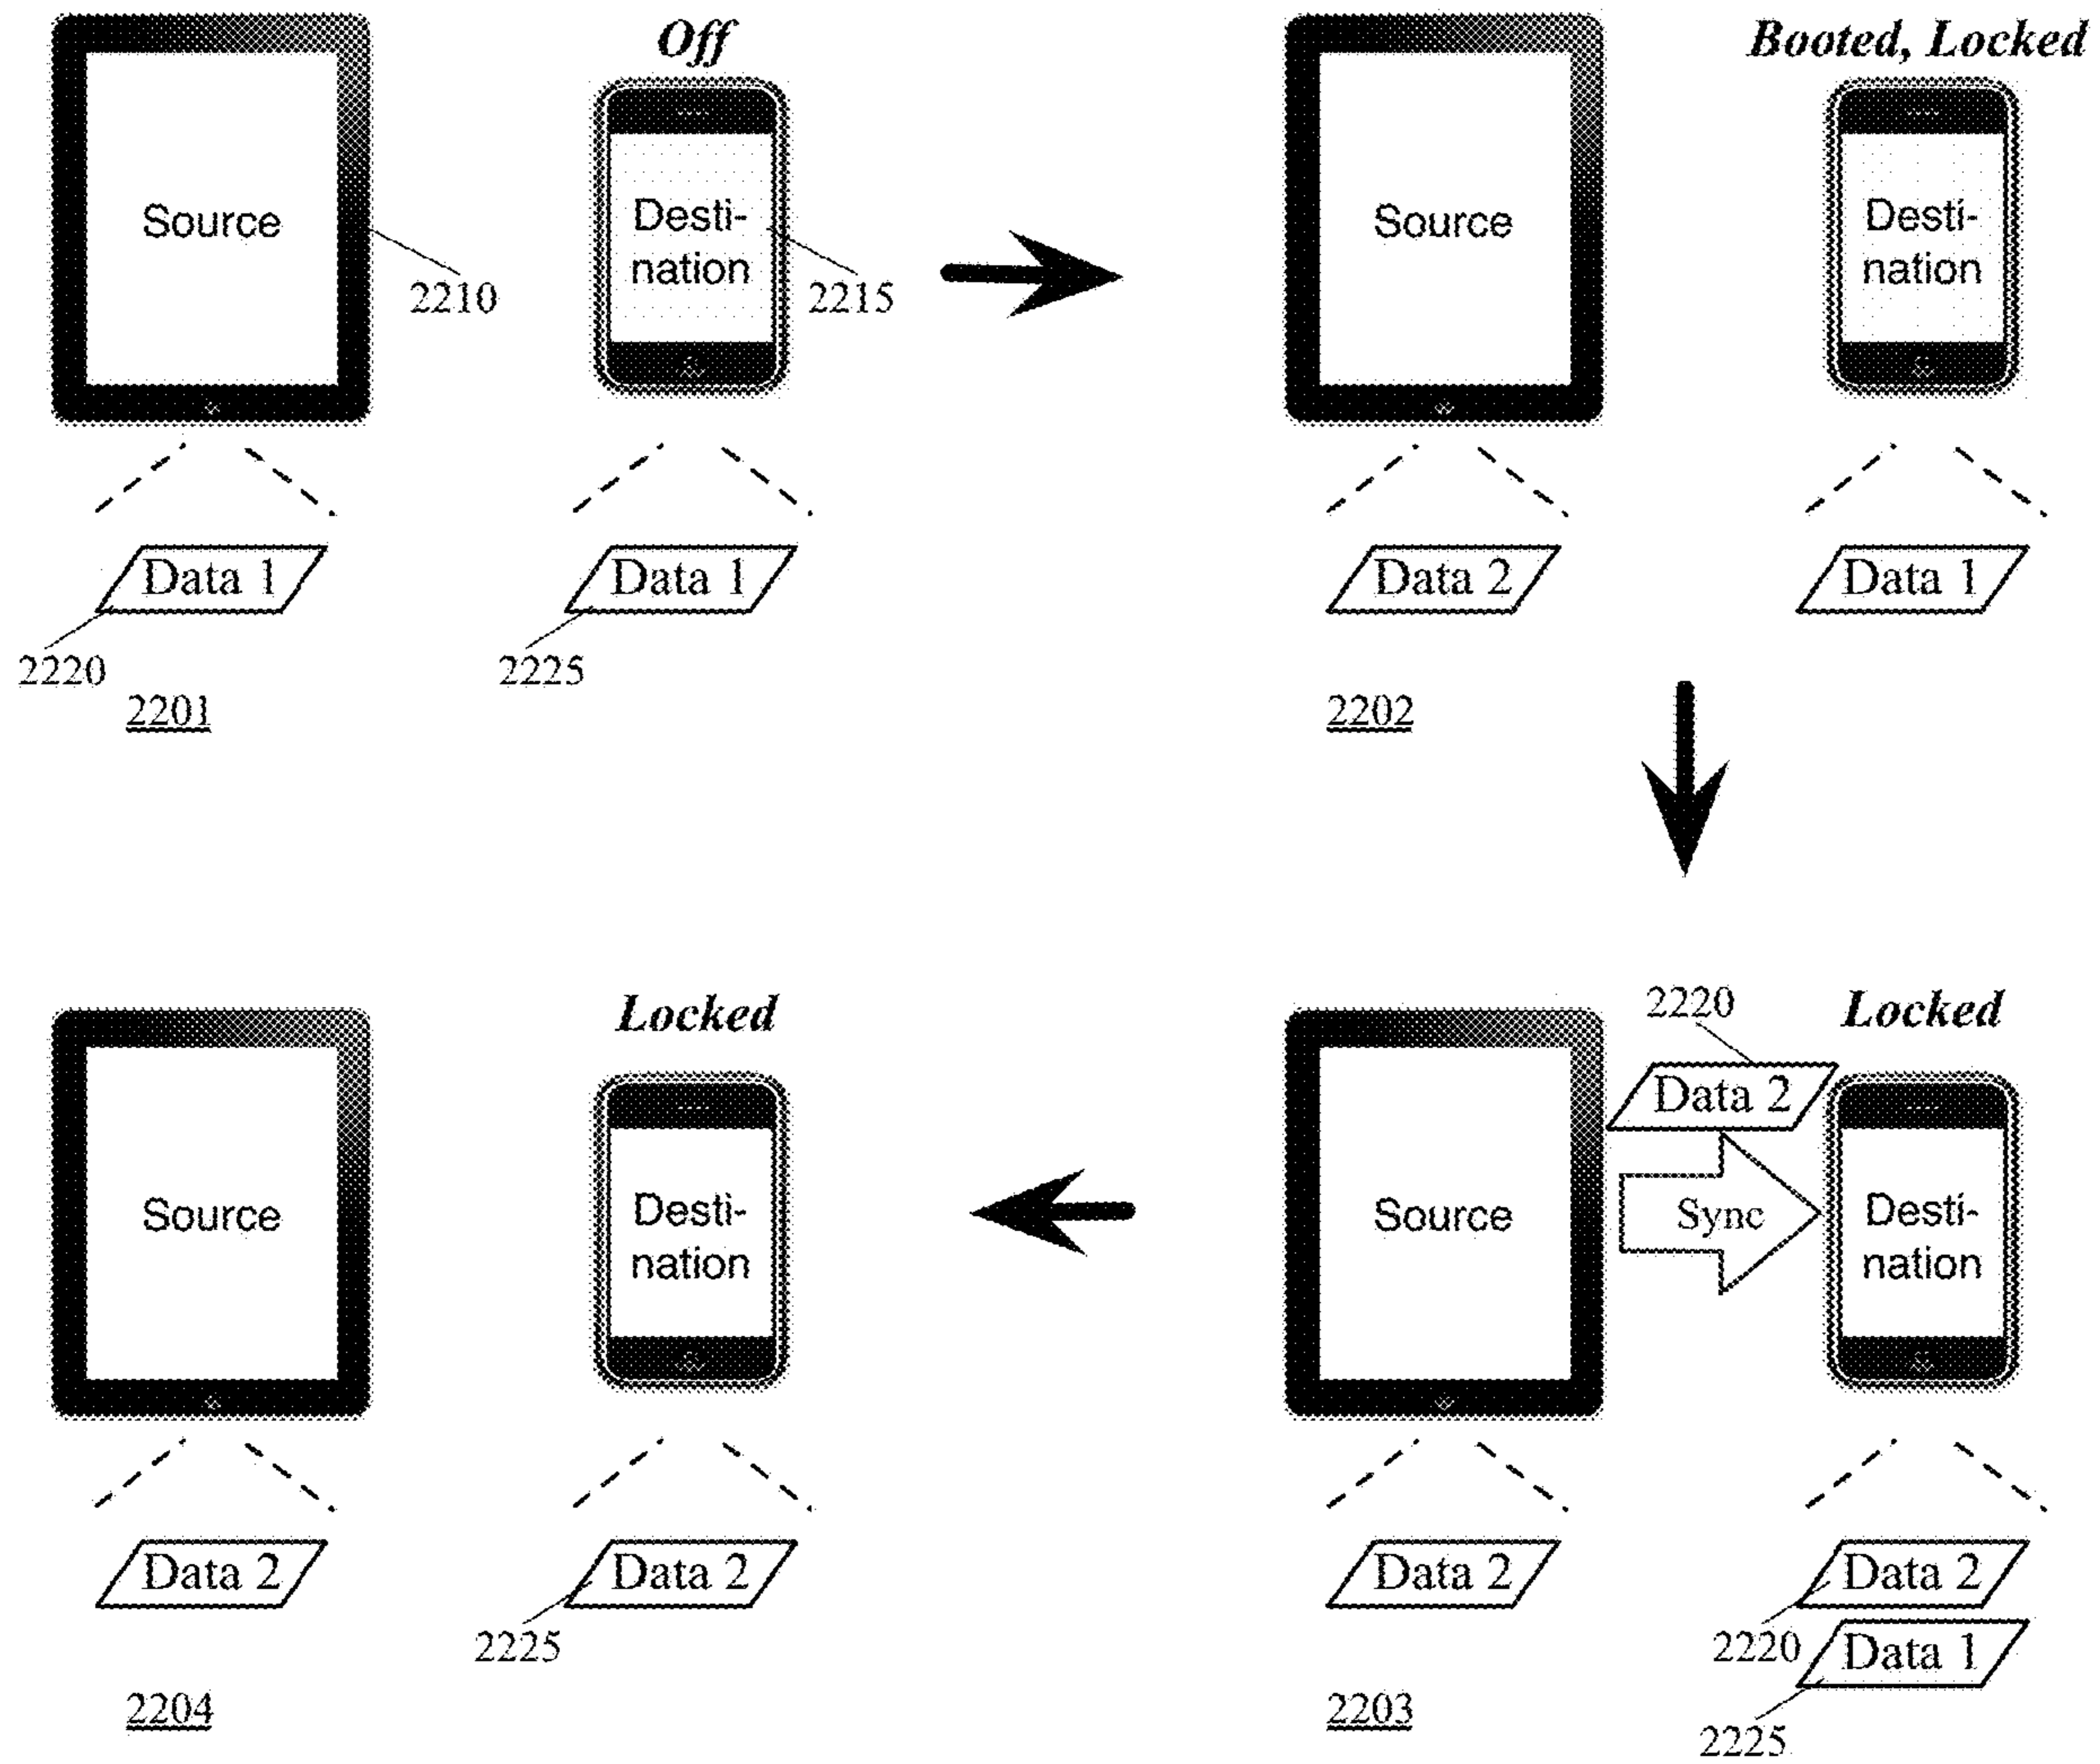 Off
Source
Desti-
nation
2210
2215
Data 1
Data 1
2220
2225
2201
Booted, Locked
Source
Desti-
nation
Data 2
Data 1
2202
2220
Locked
Data 2
Source
Sync
Desti-
nation
Data 2
Data 2
2220
Data 1
2225
2203
Locked
Source
Desti-
nation
Data 2
Data 2
2225
2204